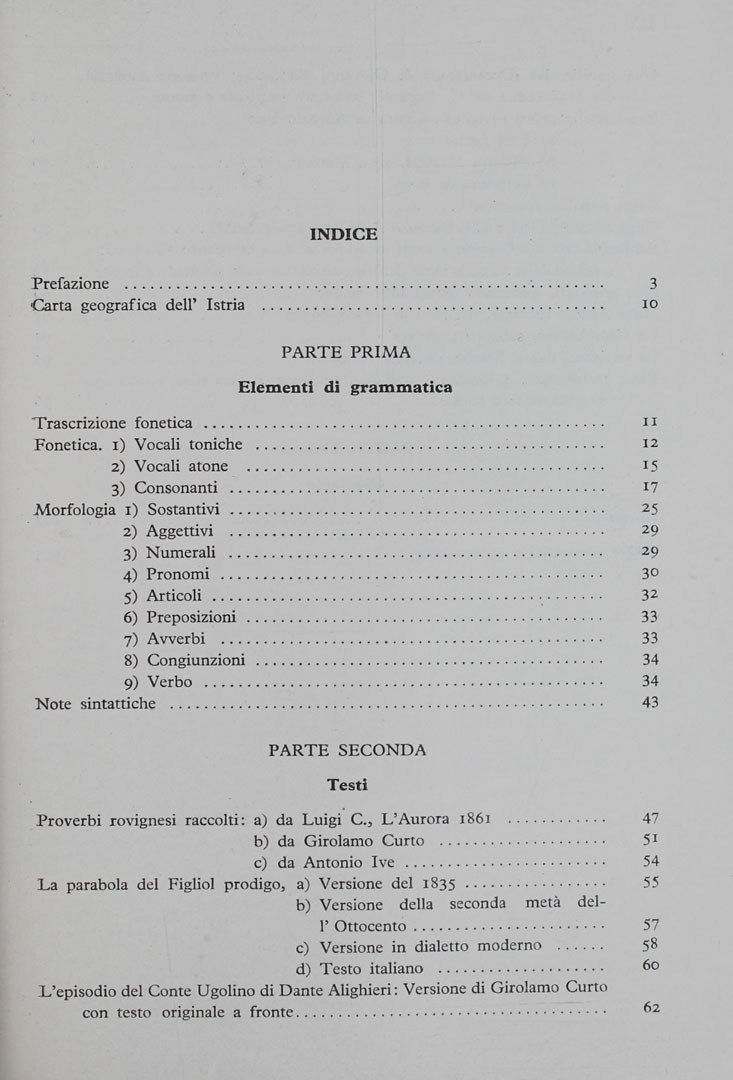 INDICE
Prefazione ........................................................ 3
Carta geografica dell' Istria ........................................ 10
PARTE PRIMA
Elementi di grammatica
Trascrizione fonetica ............................................... 11
Fonetica. 1) Vocali toniche ......................................... 12
2) Vocali atone .......................................... 15
3) Consonanti ............................................ 17
Morfologia 1) Sostantivi ............................................ 25
2) Aggettivi ............................................ 29
3) Numerali ............................................ 29
4) Pronomi ............................................. 30
5) Articoli .............................................. 32
6) Preposizioni .......................................... 33
7) Avverbi ............................................. 33
8) Congiunzioni ......................................... 34
9) Verbo ............................................... 34
Note sintattiche ................................................... 43
PARTE SECONDA
Testi
Proverbi rovignesi raccolti: a) da Luigi C., L'Aurora 1861 ............ 47
b) da Girolamo Curto .................... 51
c) da Antonio Ive ........................ 54
La parabola del Figliol prodigo, a) Versione del 1835 ................. 55
b) Versione della seconda metà del-
l' Ottocento ....................... 57
c) Versione in dialetto moderno ...... 58
d) Testo italiano .................... 60
L'episodio del Conte Ugolino di Dante Alighieri: Versione di Girolamo Curto
con testo originale a fronte.................................... 62